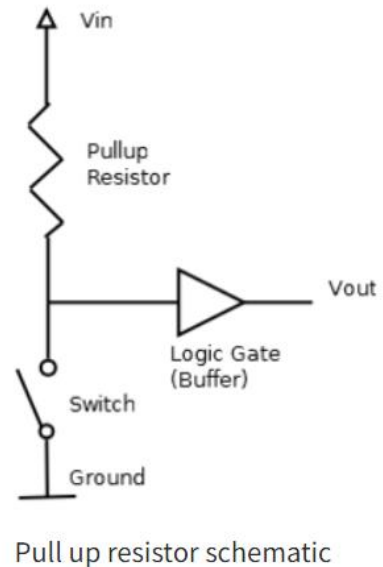 Vin
Pullup
Resistor
Vout
Logic Gate
(Buffer)
Switch
Ground
Pull up resistor schematic